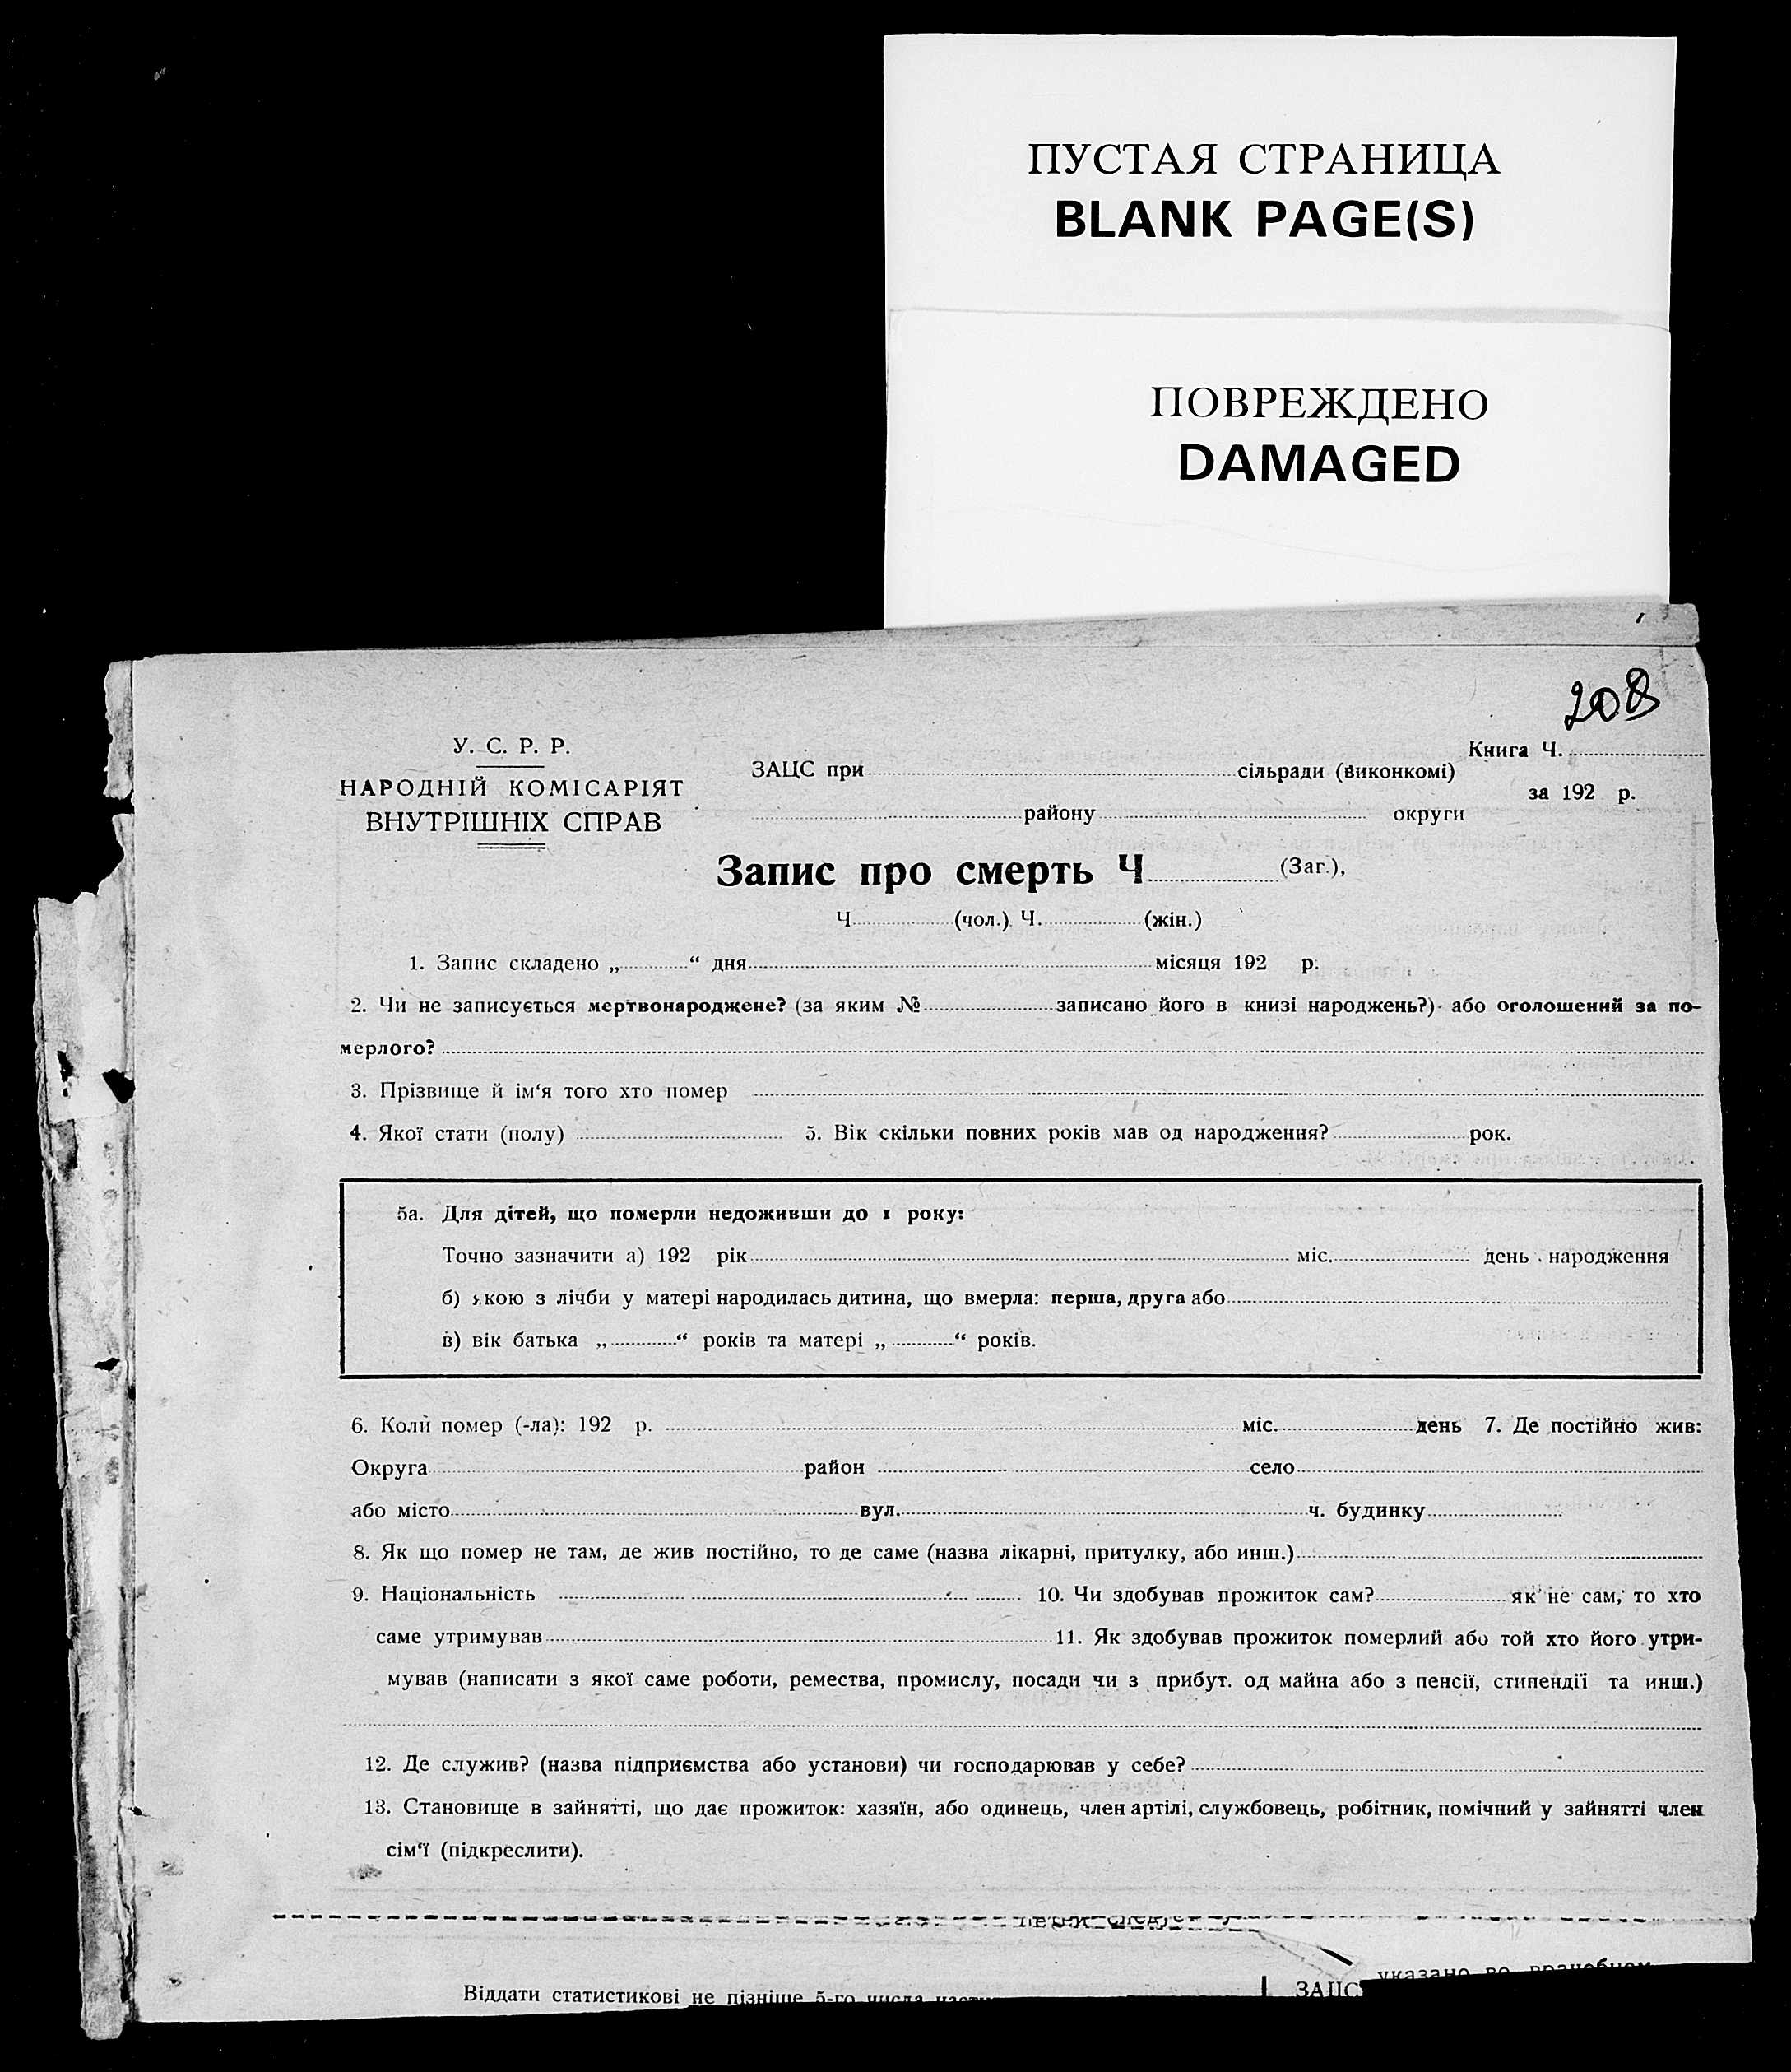 ПУСТАЯ СТРАНИЦА
BLANK PAGE(S)
ПОВРЕЖДЕНО
DAMAGED
208
Книга Ч.
за 192 р.
У. С. Р. Р.
НАРОДНІЙ КОМІСАРІЯТ
ВНУТРІШНІХ СПРАВ
ЗАЦС при сільради (виконкомі)
району округи
Запис про смерть Ч (Заг.),
Ч. (чол.) Ч. (жін.)
1. Запис складено „ “ дня місяця 192 р.
2. Чи не записується мертвонароджене? (за яким № записано його в книзі народжень?) або оголошений за по-
мерлого?
3. Прізвище й ім‘я того хто помер
4. Якої стати (полу) 5. Вік скільки повних років мав од народження? рок.
5а. Для дітей, що померли недоживши до 1 року:
Точно зазначити а) 192 рік міс. день народження
б) якою з лічби у матері народилась дитина, що вмерла: перша, друга або
в) вік батька „ “ років та матері „ “ років.
6. Коли помер (-ла): 192 р. міс. день 7. Де постійно жив:
Округа район село
або місто вул. ч. будинку
8. Як що помер не там, де жив постійно, то де саме (назва лікарні, притулку, або инш.)
9. Національність 10. Чи здобував прожиток сам? як не сам, то хто
саме утримував 11. Як здобував прожиток померлий або той хто його утри-
мував (написати з якої саме роботи, ремества, промислу, посади чи з прибут. од майна або з пенсії, стипендії та инш.)
12. Де служив? (назва підприємства або установи) чи господарював у себе?
13. Становище в зайнятті, що дає прожиток: хазяїн, або одинець, член артілі, службовець, робітник, помічний у зайнятті член
сім‘ї (підкреслити).
Віддати статистикові не пізніше 5-го числа ЗАЦС указано во врачебном